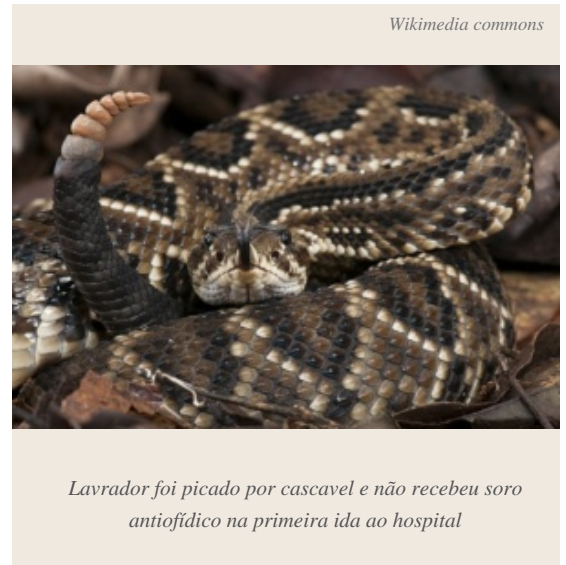 Wikimedia commons
Lavrador foi picado por cascavel e não recebeu soro
antiofídico na primeira ida ao hospital